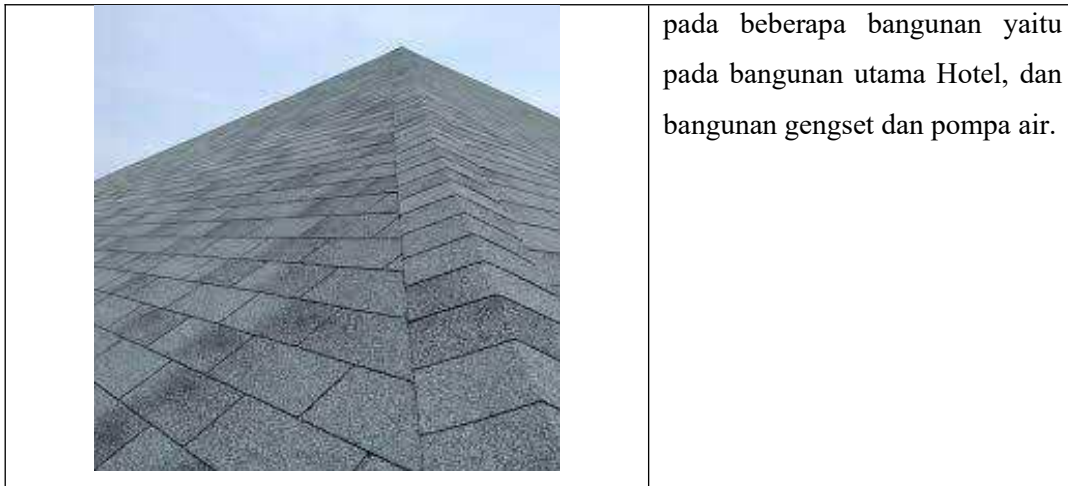 pada beberapa bangunan yaitu
pada bangunan utama Hotel, dan
bangunan gengset dan pompa air.